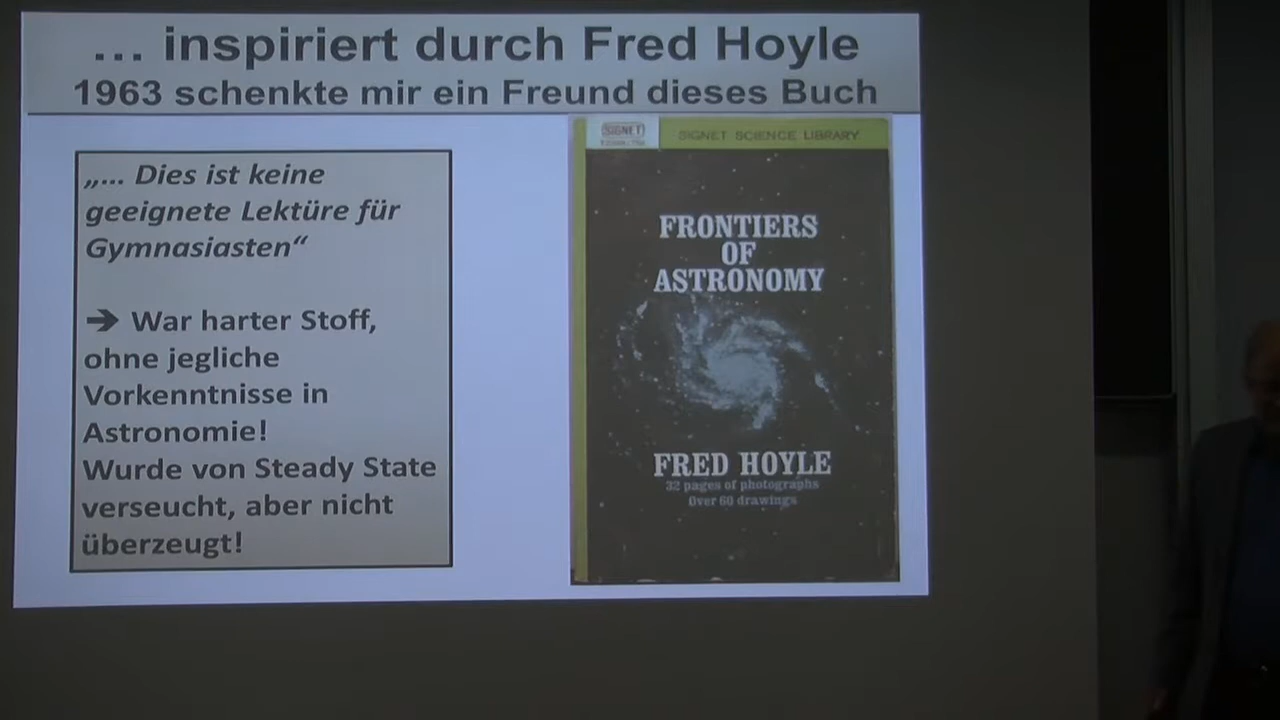 ... inspiriert durch Fred Hoyle
1963 schenkte mir ein Freund dieses Buch
„... Dies ist keine
geeignete Lektüre für
Gymnasiasten“
➔ War harter Stoff,
ohne jegliche
Vorkenntnisse in
Astronomie!
Wurde von Steady State
verseucht, aber nicht
überzeugt!
SIGNET
SIGNET SCIENCE LIBRARY
FRONTIERS
OF
ASTRONOMY
FRED HOYLE
32 pages of photographs
Over 60 drawings